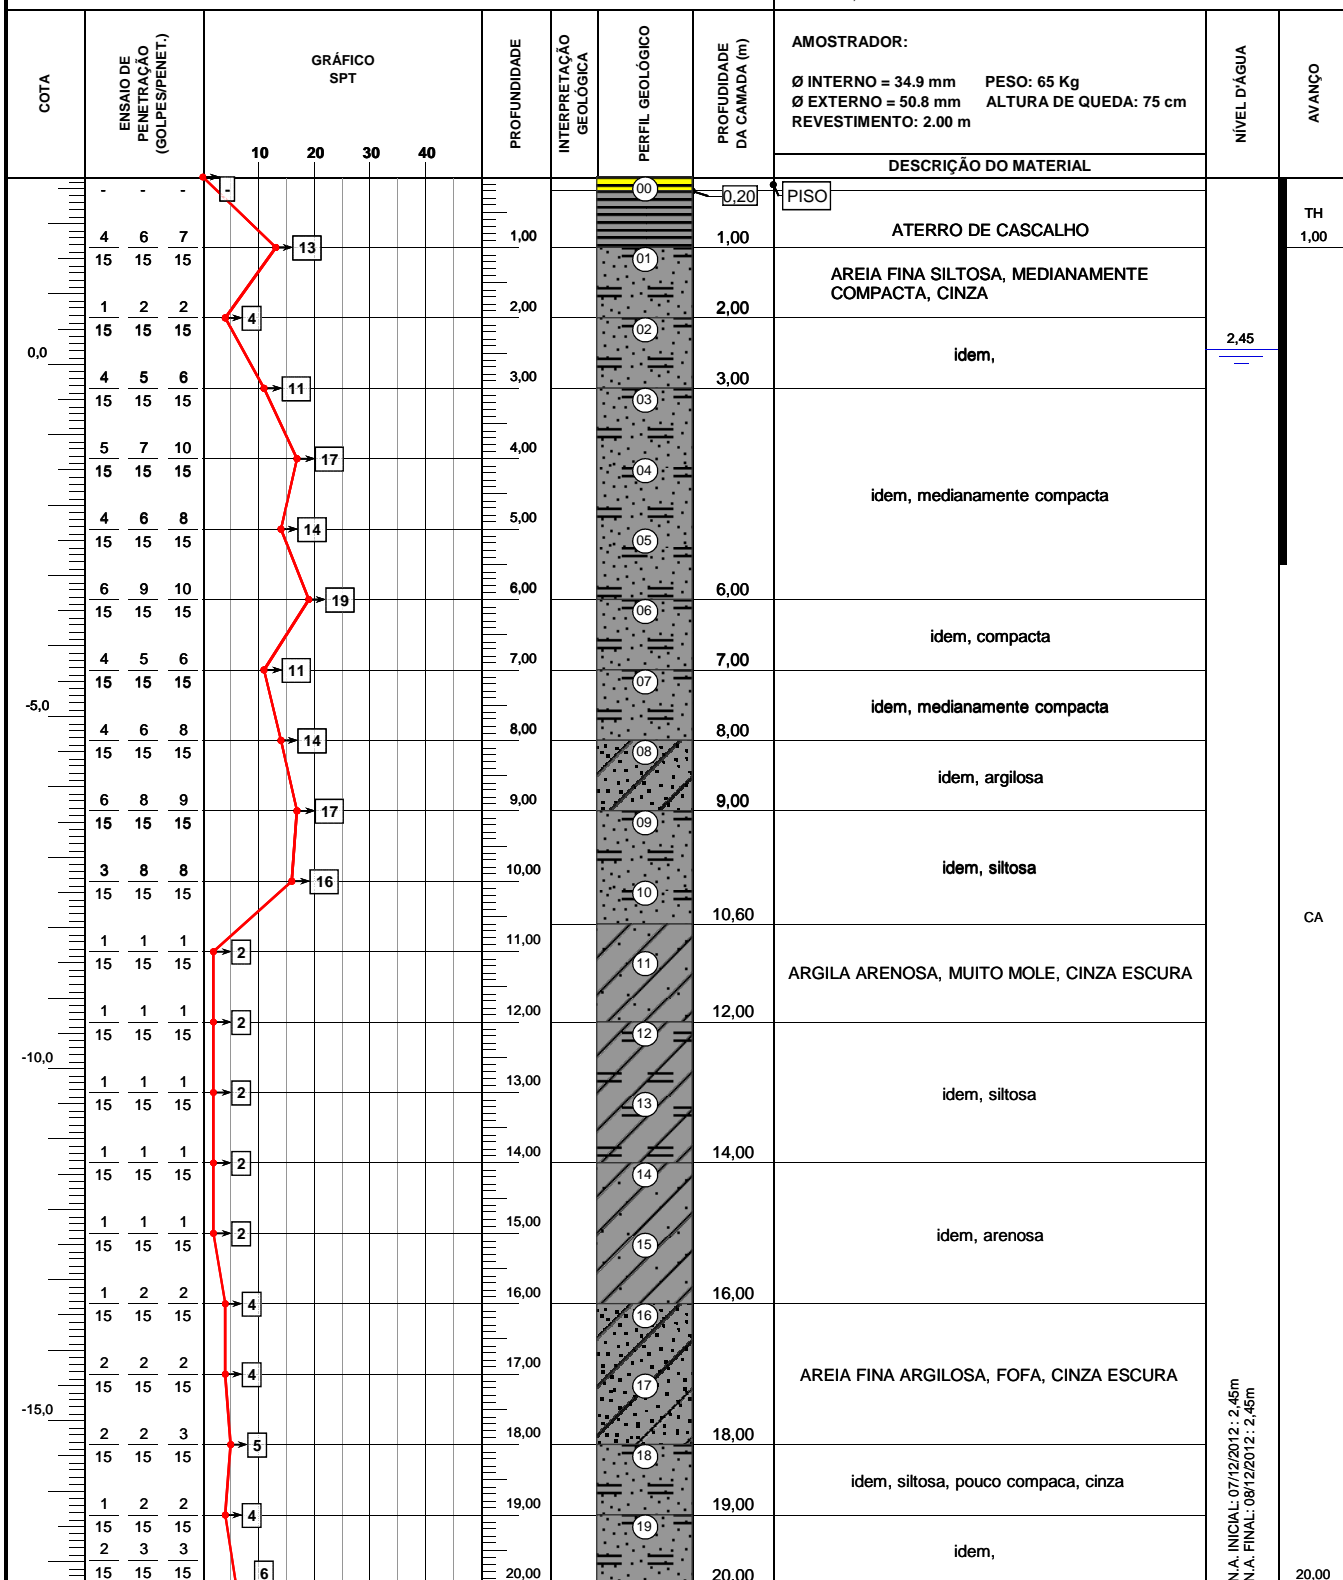 COTA
ENSAIO DE
PENETRAÇÃO
(GOLPES/PENET.)
GRÁFICO
SPT
10 20 30 40
PROFUNDIDADE
INTERPRETAÇÃO
GEOLÓGICA
PERFIL GEOLÓGICO
PROFUDIDADE
DA CAMADA (m)
AMOSTRADOR:
Ø INTERNO = 34.9 mm PESO: 65 Kg
Ø EXTERNO = 50.8 mm ALTURA DE QUEDA: 75 cm
REVESTIMENTO: 2.00 m
DESCRIÇÃO DO MATERIAL
NÍVEL D'ÁGUA
AVANÇO
- - - - 00 0,20 PISO
TH
ATERRO DE CASCALHO
4 6 7 1,00 1,00 1,00
15 15 15 13
01
AREIA FINA SILTOSA, MEDIANAMENTE
COMPACTA, CINZA
1 2 2 2,00 2,00
15 15 15 4
02
2,45
0,0 idem,
4 5 6 3,00 3,00
15 15 15 11
03
5 7 10 4,00
15 15 15 17
04
idem, medianamente compacta
4 6 8 5,00
15 15 15 14
05
6 9 10 6,00 6,00
15 15 15 19
06
idem, compacta
4 5 6 7,00 7,00
15 15 15 11
07
-5,0 idem, medianamente compacta
4 6 8 8,00 8,00
15 15 15 14
08
idem, argilosa
6 8 9 9,00 9,00
15 15 15 17
09
3 8 8 10,00 idem, siltosa
15 15 15 16
10
10,60
CA
1 1 1 11,00
15 15 15 2
11
ARGILA ARENOSA, MUITO MOLE, CINZA ESCURA
1 1 1 12,00 12,00
15 15 15 2
12
-10,0
1 1 1 13,00
15 15 15 2
idem, siltosa
13
1 1 1 14,00 14,00
15 15 15 2
14
1 1 1 15,00
15 15 15 2
idem, arenosa
15
1 2 2 16,00 16,00
15 15 15 4
16
2 2 2 17,00
15 15 15 4
AREIA FINA ARGILOSA, FOFA, CINZA ESCURA
17
-15,0
2 2 3 18,00 18,00
15 15 15 5
18
idem, siltosa, pouco compaca, cinza
1 2 2 19,00 19,00
15 15 15 4
19
2 3 3 idem,
15 15 15 6 20,00 20,00 20,00
N.A. INICIAL: 07/12/2012 : 2,45m
N.A. FINAL: 08/12/2012 : 2,45m